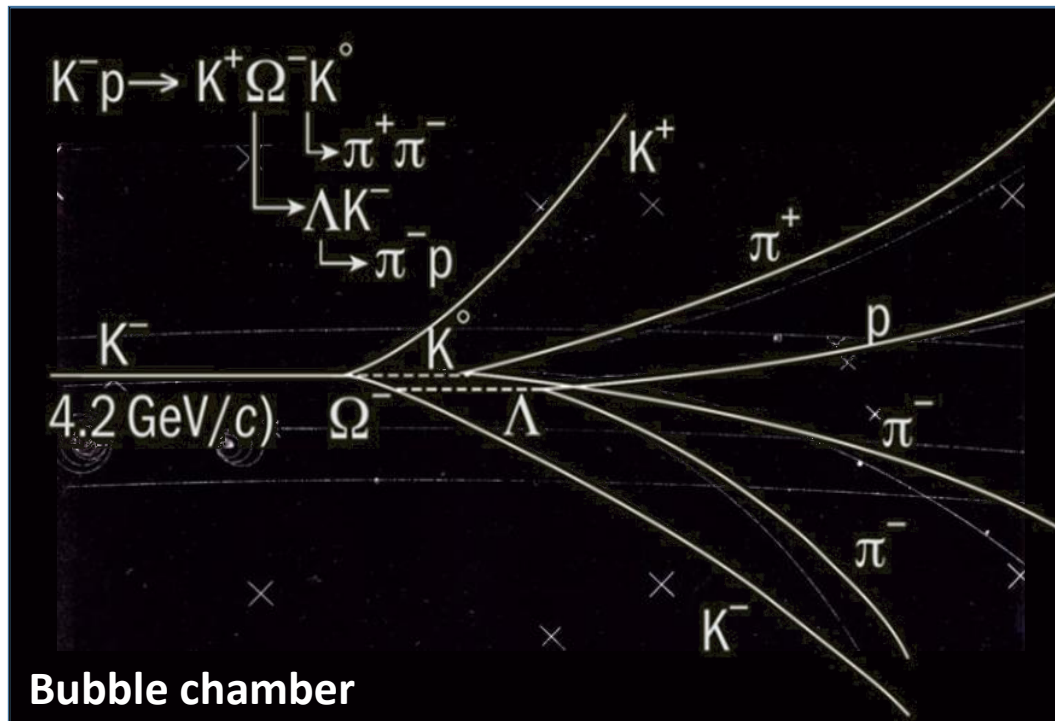 K⁻p→ K⁺Ω⁻K°
π⁺π⁻
ΛK⁻
π⁻p
K⁺
π⁺
K⁻
K°
p
4.2 GeV/c)
Ω⁻
Λ
π⁻
π⁻
K⁻
Bubble chamber